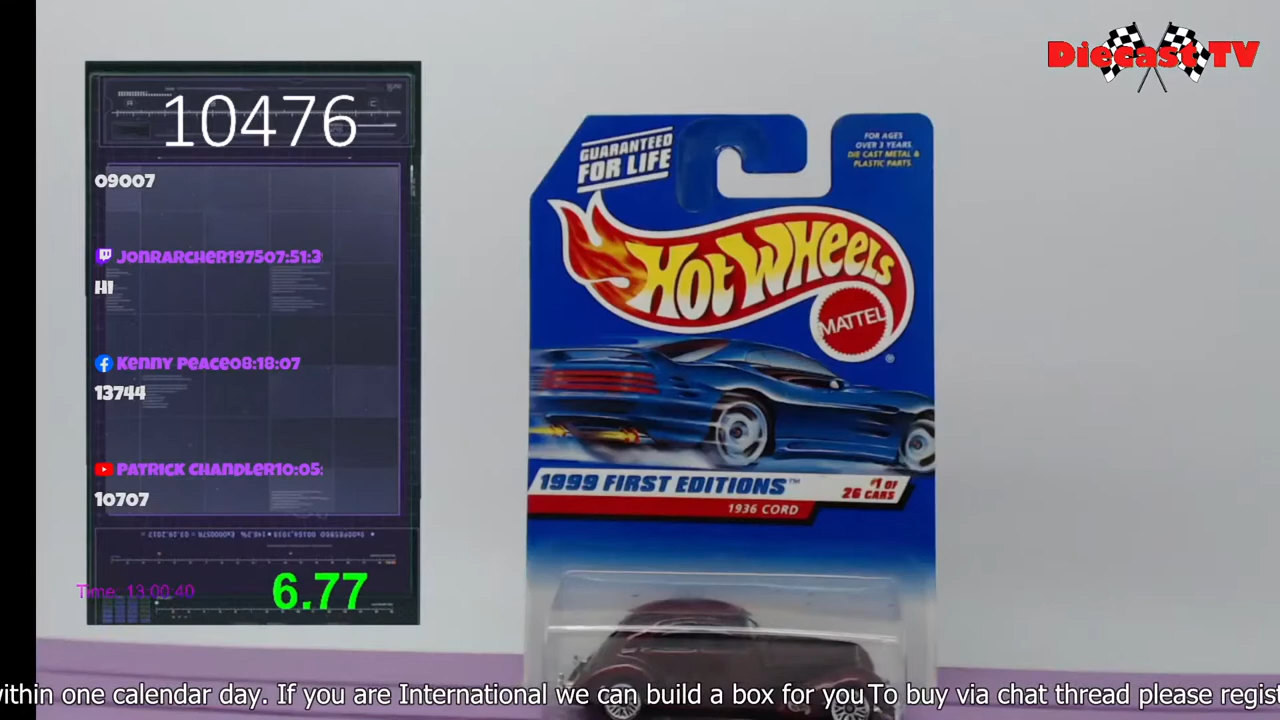 Diecast TV
10476
09007
JonRArcher197507:51:3
HI
Kenny Peace08:18:07
13744
Patrick Chandler10:05:
10707
Time: 13:00:40
6.77
GUARANTEED
FOR LIFE
FOR AGES
OVER 3 YEARS
DIE CAST METAL &
PLASTIC PARTS
HOT WHEELS
MATTEL
®
1999 FIRST EDITIONS™
#1 OF
26 CARS
1936 CORD
within one calendar day. If you are International we can build a box for you To buy via chat thread please regist